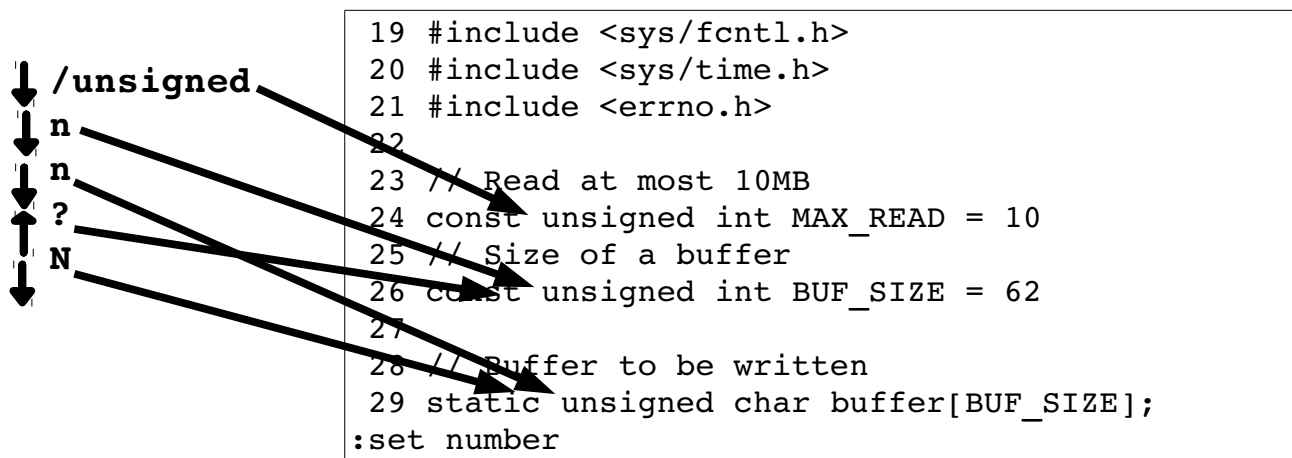 /unsigned
n
n
?
N
19 #include <sys/fcntl.h>
20 #include <sys/time.h>
21 #include <errno.h>
22
23 // Read at most 10MB
24 const unsigned int MAX_READ = 10
25 // Size of a buffer
26 const unsigned int BUF_SIZE = 62
27
28 // Buffer to be written
29 static unsigned char buffer[BUF_SIZE];
:set number